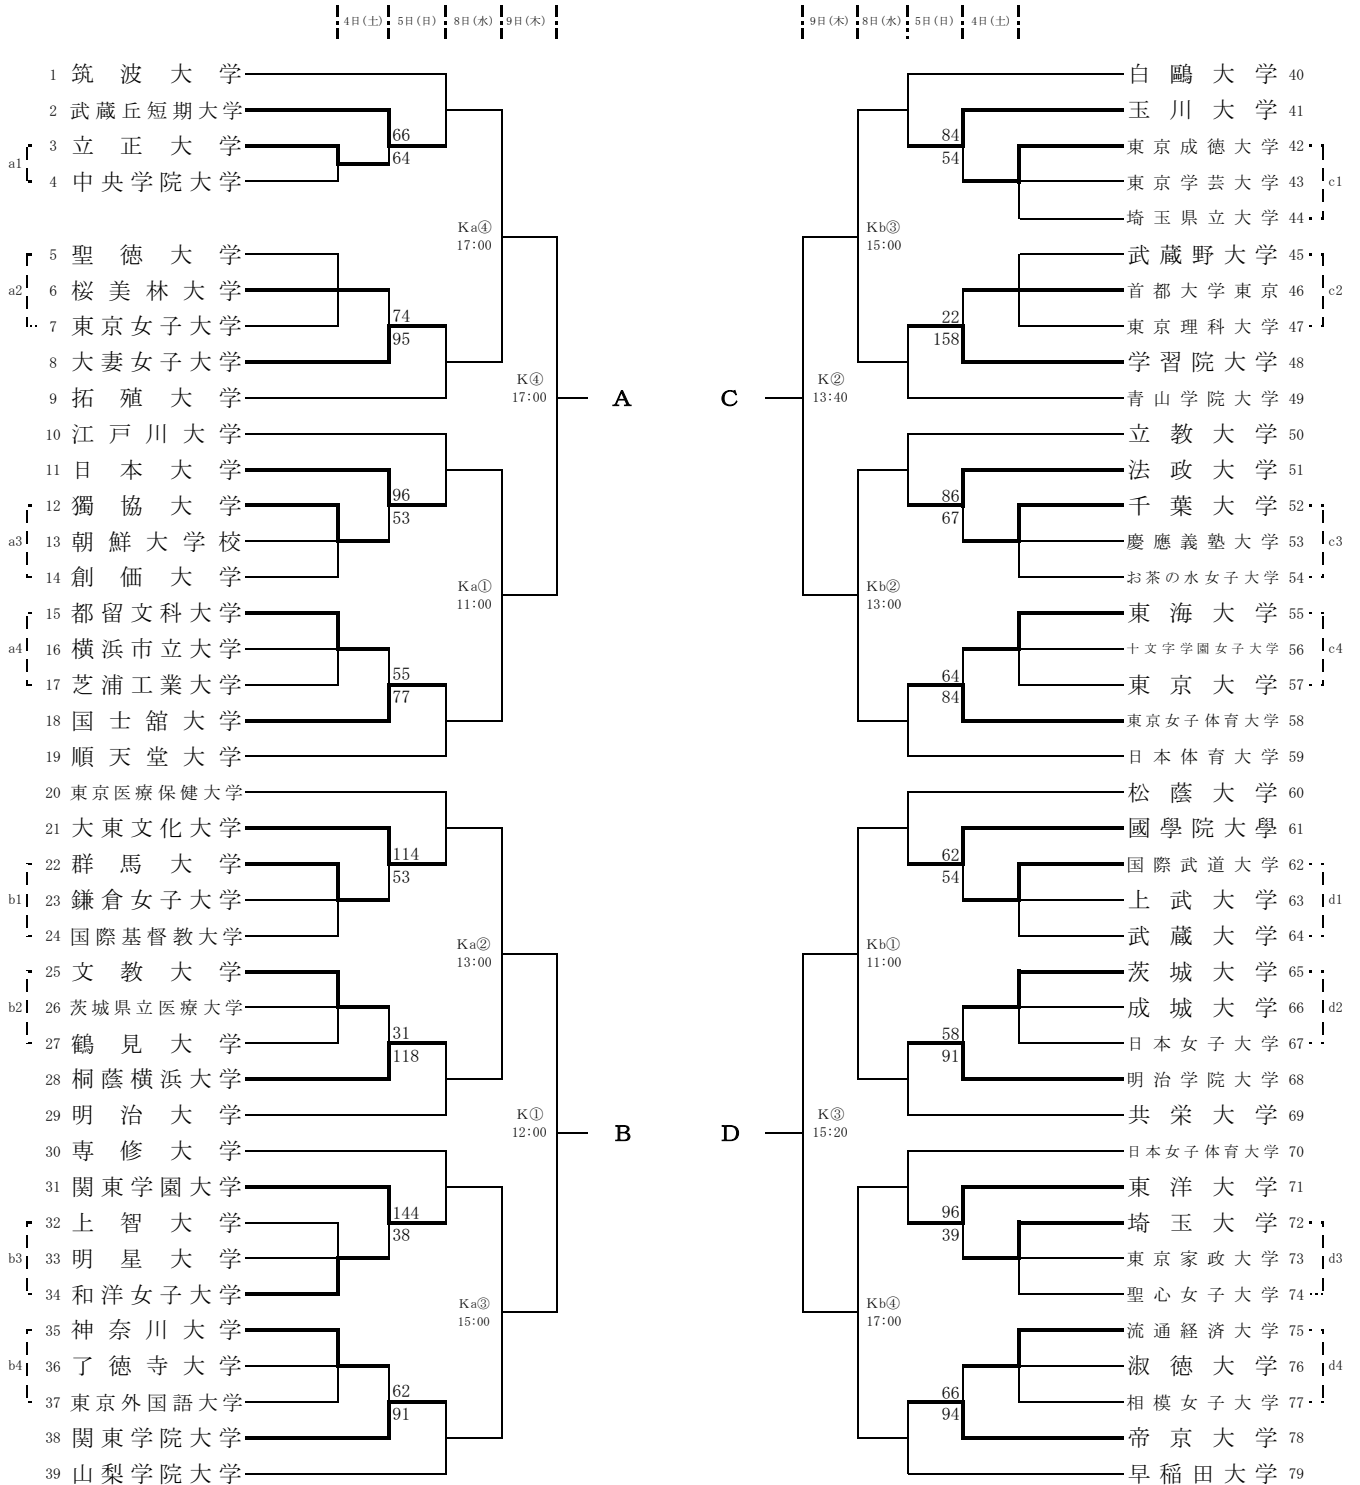 4日(土) 5日(日) 8日(水) 9日(木)
1 筑波大学
2 武蔵丘短期大学
66
a1 3 立正大学
64
4 中央学院大学
Ka④
17:00
5 聖徳大学
a2 6 桜美林大学
74
7 東京女子大学
95
8 大妻女子大学
K④
17:00
9 拓殖大学
A
10 江戸川大学
11 日本大学
96
12 獨協大学
53
a3 13 朝鮮大学校
14 創価大学
Ka①
11:00
15 都留文科大学
a4 16 横浜市立大学
55
17 芝浦工業大学
77
18 国士舘大学
19 順天堂大学
20 東京医療保健大学
21 大東文化大学
114
22 群馬大学
53
b1 23 鎌倉女子大学
24 国際基督教大学
Ka②
13:00
25 文教大学
b2 26 茨城県立医療大学
31
27 鶴見大学
118
28 桐蔭横浜大学
29 明治大学
K①
12:00
B
30 専修大学
31 関東学園大学
144
32 上智大学
38
b3 33 明星大学
34 和洋女子大学
Ka③
15:00
35 神奈川大学
b4 36 了徳寺大学
62
37 東京外国語大学
91
38 関東学院大学
39 山梨学院大学
9日(木) 8日(水) 5日(日) 4日(土)
白鷗大学 40
玉川大学 41
84
東京成徳大学 42
54
東京学芸大学 43 c1
埼玉県立大学 44
Kb③
15:00
武蔵野大学 45
首都大学東京 46 c2
22
東京理科大学 47
158
学習院大学 48
K②
13:40
青山学院大学 49
C
立教大学 50
法政大学 51
86
千葉大学 52
67
慶應義塾大学 53 c3
お茶の水女子大学 54
Kb②
13:00
東海大学 55
十文字学園女子大学 56 c4
64
東京大学 57
84
東京女子体育大学 58
日本体育大学 59
松蔭大学 60
國學院大學 61
62
国際武道大学 62
54
上武大学 63 d1
武蔵大学 64
Kb①
11:00
茨城大学 65
成城大学 66 d2
58
日本女子大学 67
91
明治学院大学 68
共栄大学 69
K③
15:20
D
日本女子体育大学 70
東洋大学 71
96
埼玉大学 72
39
東京家政大学 73 d3
聖心女子大学 74
Kb④
17:00
流通経済大学 75
淑徳大学 76 d4
66
相模女子大学 77
94
帝京大学 78
早稲田大学 79